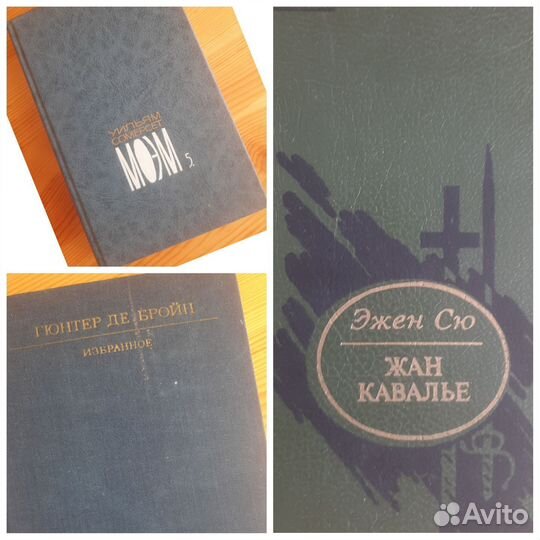 УИЛЬЯМ
СОМЕРСЕТ
МОЭМ 5
ГЮНТЕР ДЕ БРОЙН
ИЗБРАННОЕ
Эжен Сю
ЖАН
КАВАЛЬЕ
Avito